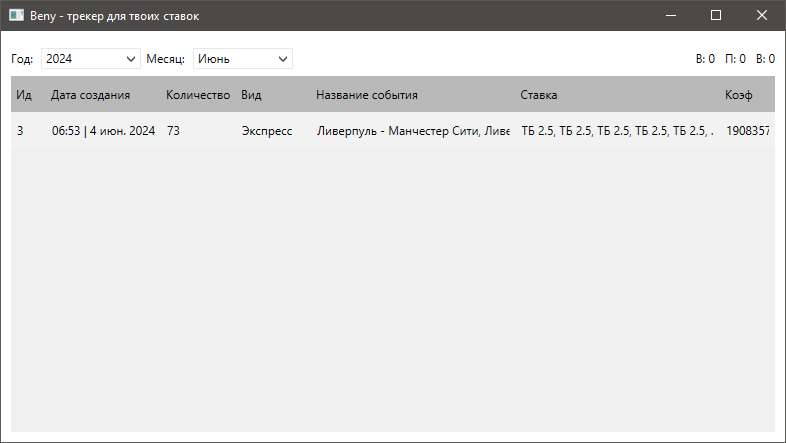 Beny - трекер для твоих ставок
Год: 2024 Месяц: Июнь В: 0 П: 0 В: 0
Ид Дата создания Количество Вид Название события Ставка Коэф
3 06:53 | 4 июн. 2024 73 Экспресс Ливерпуль - Манчестер Сити, Ливе ТБ 2.5, ТБ 2.5, ТБ 2.5, ТБ 2.5, ТБ 2.5, . 1908357